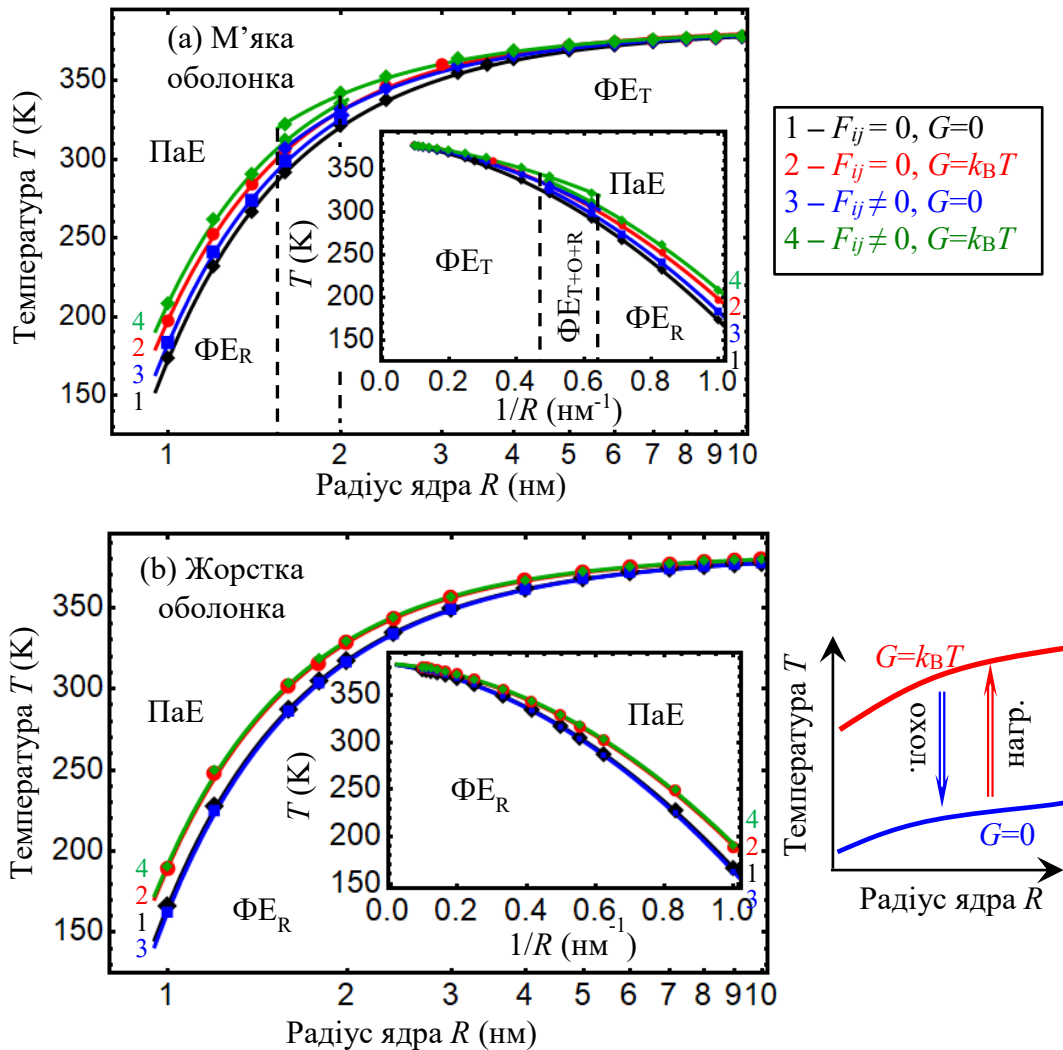 (a) М’яка
оболонка
ПаЕ
ФЕT
ФЕR
Температура T (K)
350
300
250
200
150
4
2
3
1
1
2
3
4
5
6
7
8
9
10
Радіус ядра R (нм)
T (K)
350
300
250
200
150
ПаЕ
ФЕT
ФЕT+O+R
ФЕR
4
2
3
1
0.0
0.2
0.4
0.6
0.8
1.0
1/R (нм-1)
1 – Fij = 0, G=0
2 – Fij = 0, G=kBT
3 – Fij ≠ 0, G=0
4 – Fij ≠ 0, G=kBT
(b) Жорстка
оболонка
ПаЕ
ФЕR
Температура T (K)
350
300
250
200
150
4
2
1
3
1
2
3
4
5
6
7
8
9
10
Радіус ядра R (нм)
T (K)
350
300
250
200
150
ПаЕ
ФЕR
4
2
1
3
0.0
0.2
0.4
0.6
0.8
1.0
1/R (нм-1)
Температура T
G=kBT
охол.
нагр.
G=0
Радіус ядра R